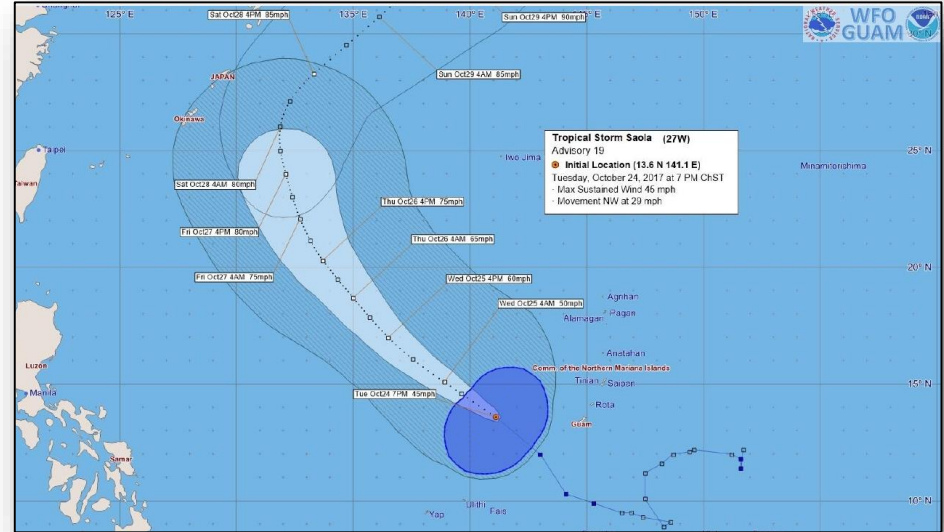 125° E
Sat Oct28 4PM 85mph
135° E
140° E
Sun Oct29 4PM 90mph
150° E
WFO
GUAM
NOAA
Sun Oct29 4AM 85mph
JAPAN
Okinawa
Taipei
Taiwan
Iwo Jima
25° N
Minamitorishima
Tropical Storm Saola (27W)
Advisory 19
Initial Location (13.6 N 141.1 E)
Tuesday, October 24, 2017 at 7 PM ChST
- Max Sustained Wind 45 mph
- Movement NW at 29 mph
Sat Oct28 4AM 80mph
Thu Oct26 4PM 75mph
Fri Oct27 4PM 80mph
Thu Oct26 4AM 65mph
Fri Oct27 4AM 75mph
20° N
Wed Oct25 4PM 60mph
Wed Oct25 4AM 50mph
Agrihan
Pagan
Alamagan
Anatahan
Luzon
Comm. of the Northern Mariana Islands
Tinian
Saipan
15° N
Manila
Tue Oct24 7PM 45mph
Rota
Guam
Samar
Ulithi
Yap
Fais
10° N